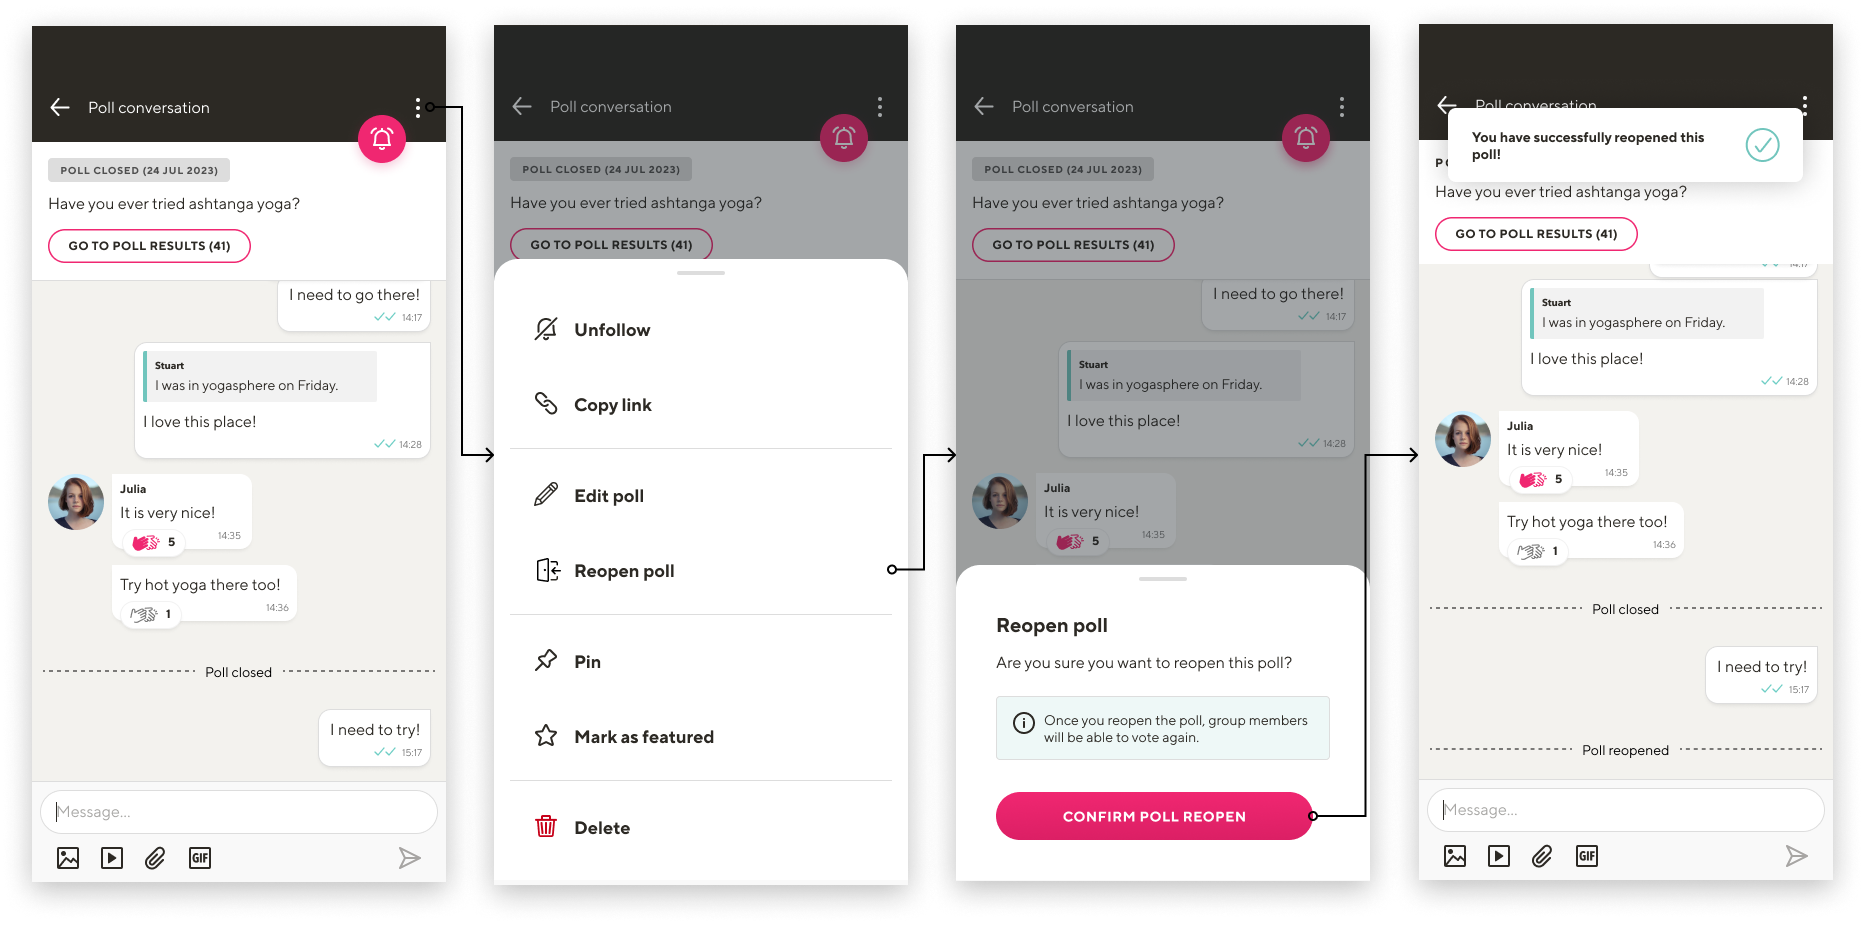 Poll conversation
POLL CLOSED (24 JUL 2023)
Have you ever tried ashtanga yoga?
GO TO POLL RESULTS (41)
I need to go there!
14:17
Stuart
I was in yogasphere on Friday.
I love this place!
14:28
Julia
It is very nice!
5
14:35
Try hot yoga there too!
1
14:36
Poll closed
I need to try!
15:17
Message...
GIF
Poll conversation
POLL CLOSED (24 JUL 2023)
Have you ever tried ashtanga yoga?
GO TO POLL RESULTS (41)
Unfollow
Copy link
Edit poll
Reopen poll
Pin
Mark as featured
Delete
Poll conversation
POLL CLOSED (24 JUL 2023)
Have you ever tried ashtanga yoga?
GO TO POLL RESULTS (41)
I need to go there!
14:17
Stuart
I was in yogasphere on Friday.
I love this place!
14:28
Julia
It is very nice!
5
14:35
Reopen poll
Are you sure you want to reopen this poll?
Once you reopen the poll, group members
will be able to vote again.
CONFIRM POLL REOPEN
Poll conversation
You have successfully reopened this
poll!
Have you ever tried ashtanga yoga?
GO TO POLL RESULTS (41)
14:17
Stuart
I was in yogasphere on Friday.
I love this place!
14:28
Julia
It is very nice!
5
14:35
Try hot yoga there too!
1
14:36
Poll closed
I need to try!
15:17
Poll reopened
Message...
GIF